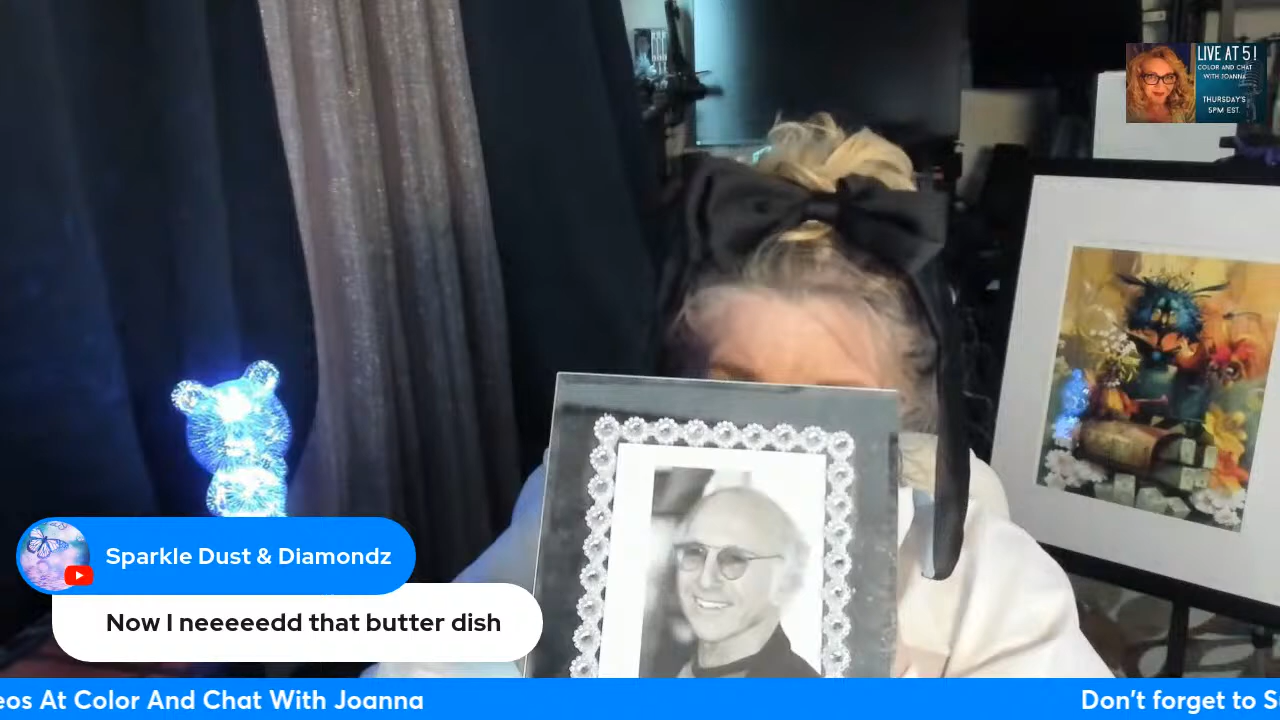 LIVE AT 5!
COLOR AND CHAT
WITH JOANNA
THURSDAY'S
5PM EST.
Sparkle Dust & Diamondz
Now I neeeeedd that butter dish
eos At Color And Chat With Joanna
Don't forget to S